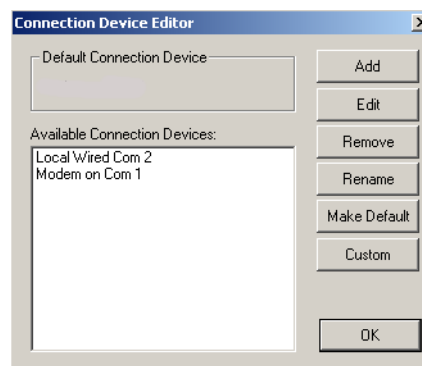 Connection Device Editor
Default Connection Device
Add
Edit
Available Connection Devices:
Remove
Local Wired Com 2
Modem on Com 1
Rename
Make Default
Custom
OK